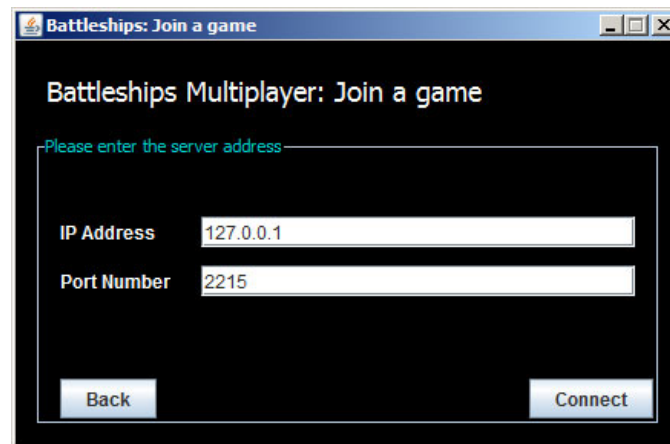 Battleships: Join a game
Battleships Multiplayer: Join a game
Please enter the server address
IP Address 127.0.0.1
Port Number 2215
Back Connect